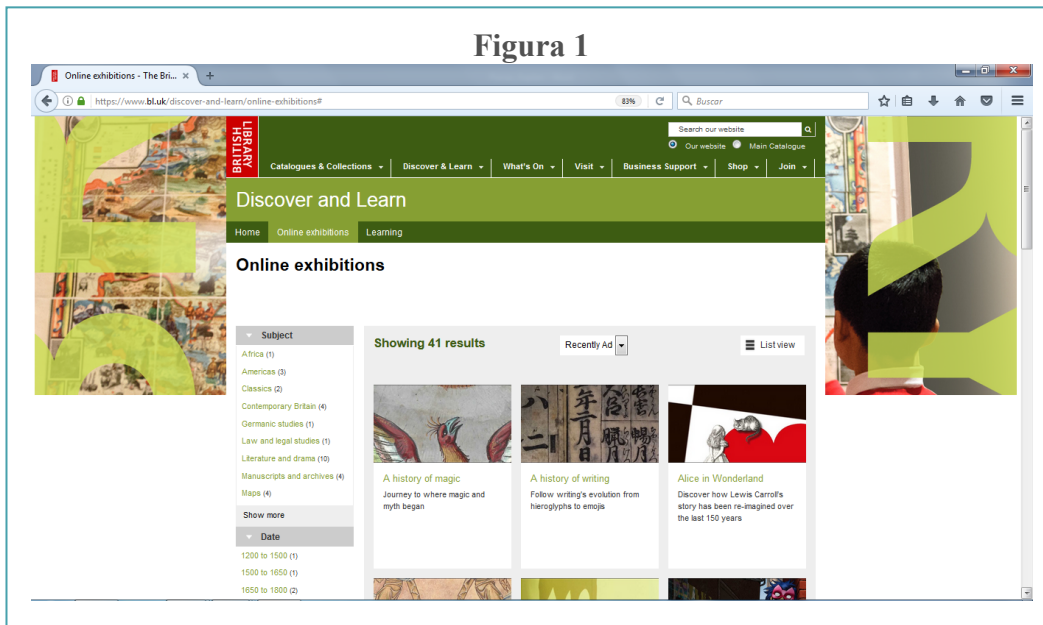 Figura 1
Online exhibitions - The Bri...
https://www.bl.uk/discover-and-learn/online-exhibitions#
83%
Buscar
BRITISH
LIBRARY
Search our website
Our website
Main Catalogue
Catalogues & Collections
Discover & Learn
What's On
Visit
Business Support
Shop
Join
Discover and Learn
Home
Online exhibitions
Learning
Online exhibitions
Subject
Africa (1)
Americas (3)
Classics (2)
Contemporary Britain (4)
Germanic studies (1)
Law and legal studies (1)
Literature and drama (10)
Manuscripts and archives (4)
Maps (4)
Show more
Date
1200 to 1500 (1)
1500 to 1650 (1)
1650 to 1800 (2)
Showing 41 results
Recently Ad
List view
A history of magic
Journey to where magic and
myth began
A history of writing
Follow writing's evolution from
hieroglyphs to emojis
Alice in Wonderland
Discover how Lewis Carroll's
story has been re-imagined over
the last 150 years